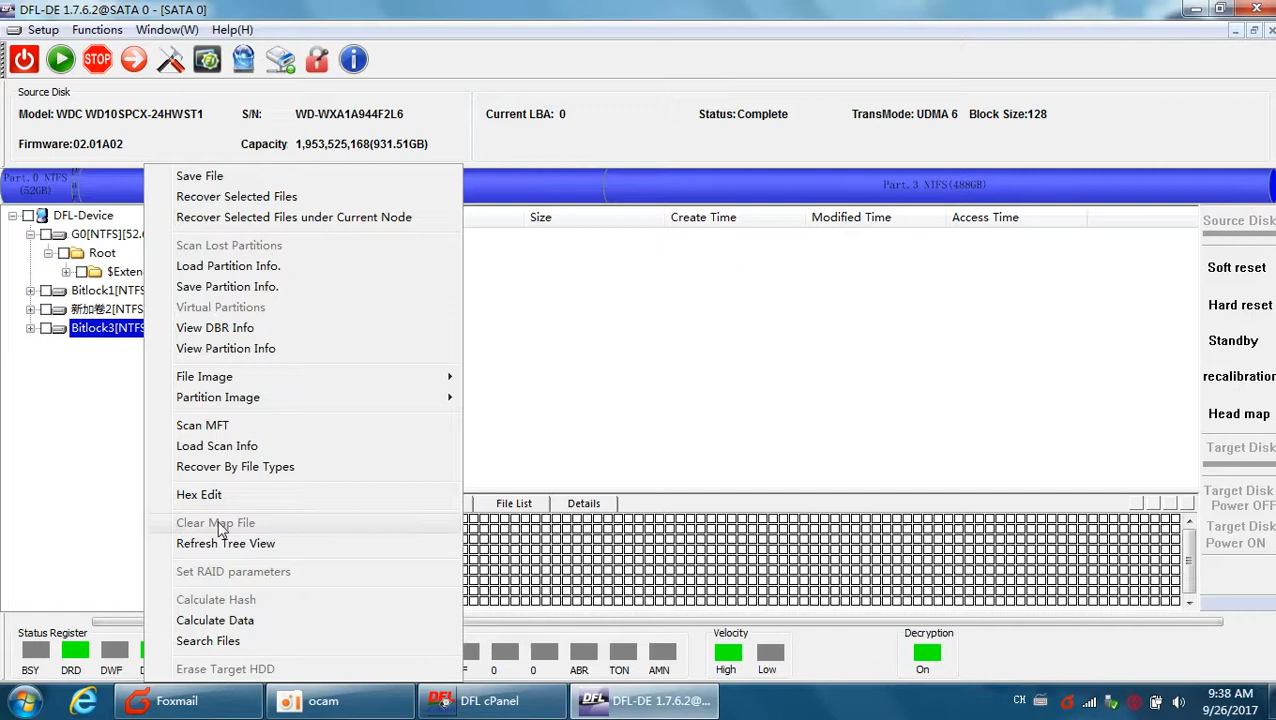 DFL-DE 1.7.6.2@SATA 0 - [SATA 0]
Setup Functions Window(W) Help(H)
STOP
Source Disk
Model: WDC WD10SPCX-24HWST1 S/N: WD-WXA1A944F2L6 Current LBA: 0 Status:Complete TransMode: UDMA 6 Block Size:128
Firmware:02.01A02 Capacity 1,953,525,168(931.51GB)
Part.0 NTFS
(52GB)
Part.3 NTFS(488GB)
DFL-Device
G0[NTFS][52.
Root
$Exten
Bitlock1[NTFS
新加卷2[NTFS
Bitlock3[NTFS
Save File
Recover Selected Files
Recover Selected Files under Current Node
Scan Lost Partitions
Load Partition Info.
Save Partition Info.
Virtual Partitions
View DBR Info
View Partition Info
File Image
Partition Image
Scan MFT
Load Scan Info
Recover By File Types
Hex Edit
Clear Map File
Refresh Tree View
Set RAID parameters
Calculate Hash
Calculate Data
Search Files
Erase Target HDD
Size Create Time Modified Time Access Time
File List Details
Source Disk
Soft reset
Hard reset
Standby
recalibration
Head map
Target Disk
Target Disk
Power OFF
Target Disk
Power ON
Status Register Velocity Decryption
BSY DRD DWF 0 0 ABR TON AMN High Low On
Foxmail ocam DFL cPanel DFL-DE 1.7.6.2@... CH 9:38 AM
9/26/2017